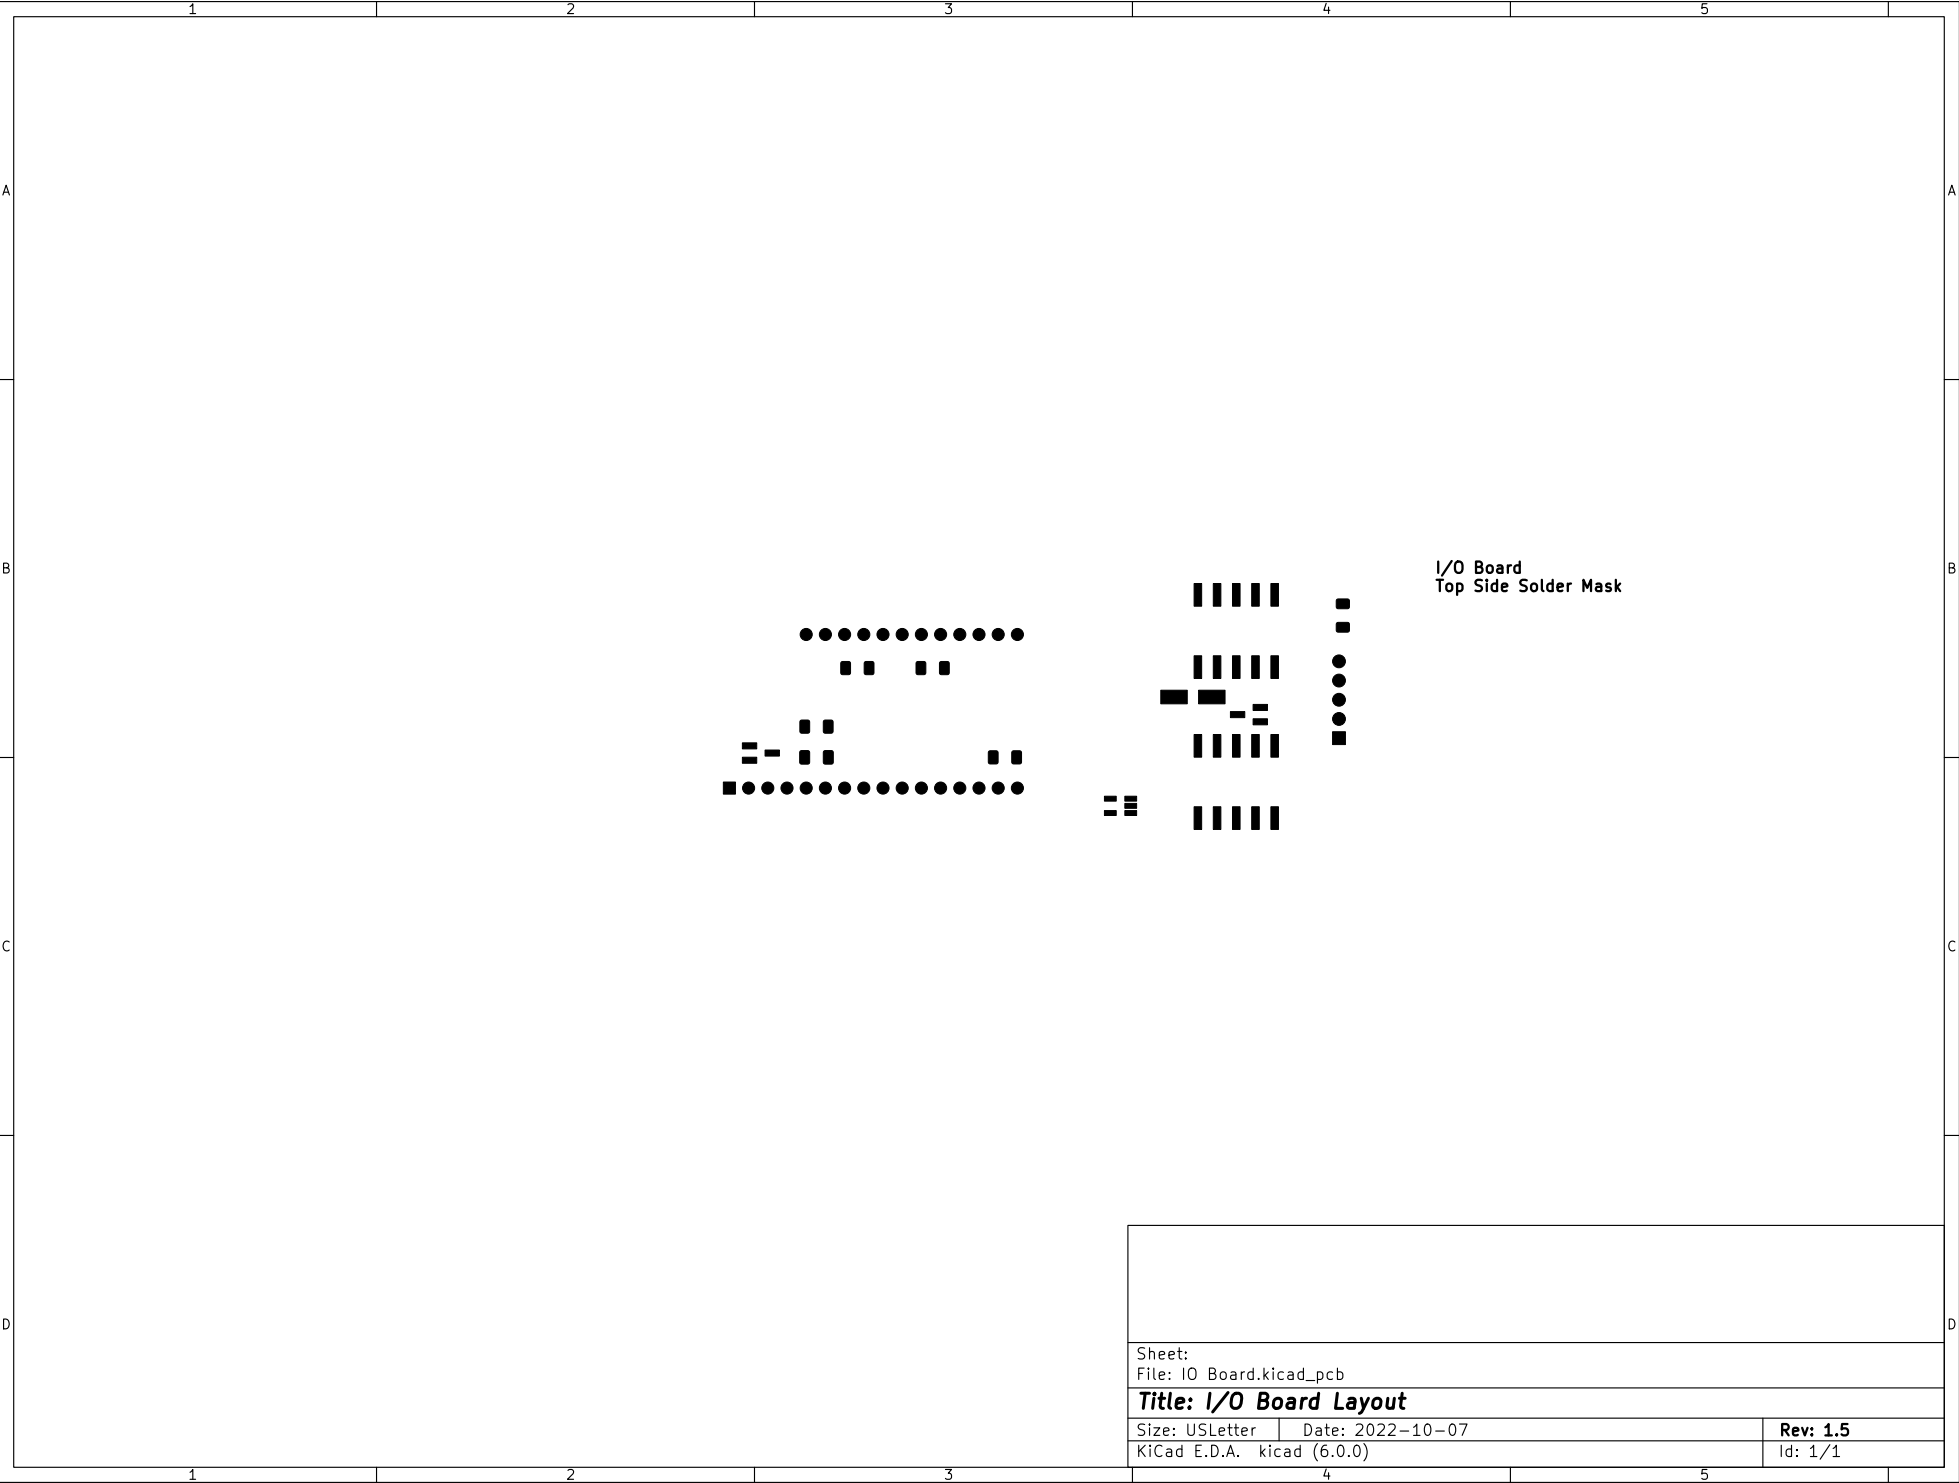 1 2 3 4 5
A A
B B
I/O Board
Top Side Solder Mask
C C
D D
Sheet:
File: IO Board.kicad_pcb
Title: I/O Board Layout
Size: USLetter Date: 2022-10-07 Rev: 1.5
KiCad E.D.A. kicad (6.0.0) Id: 1/1
1 2 3 4 5